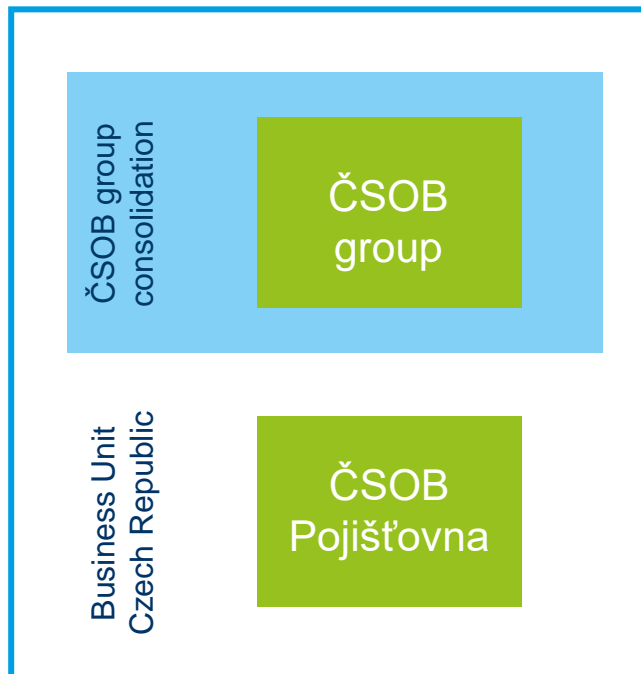 ČSOB group
consolidation
ČSOB
group
Business Unit
Czech Republic
ČSOB
Pojišťovna